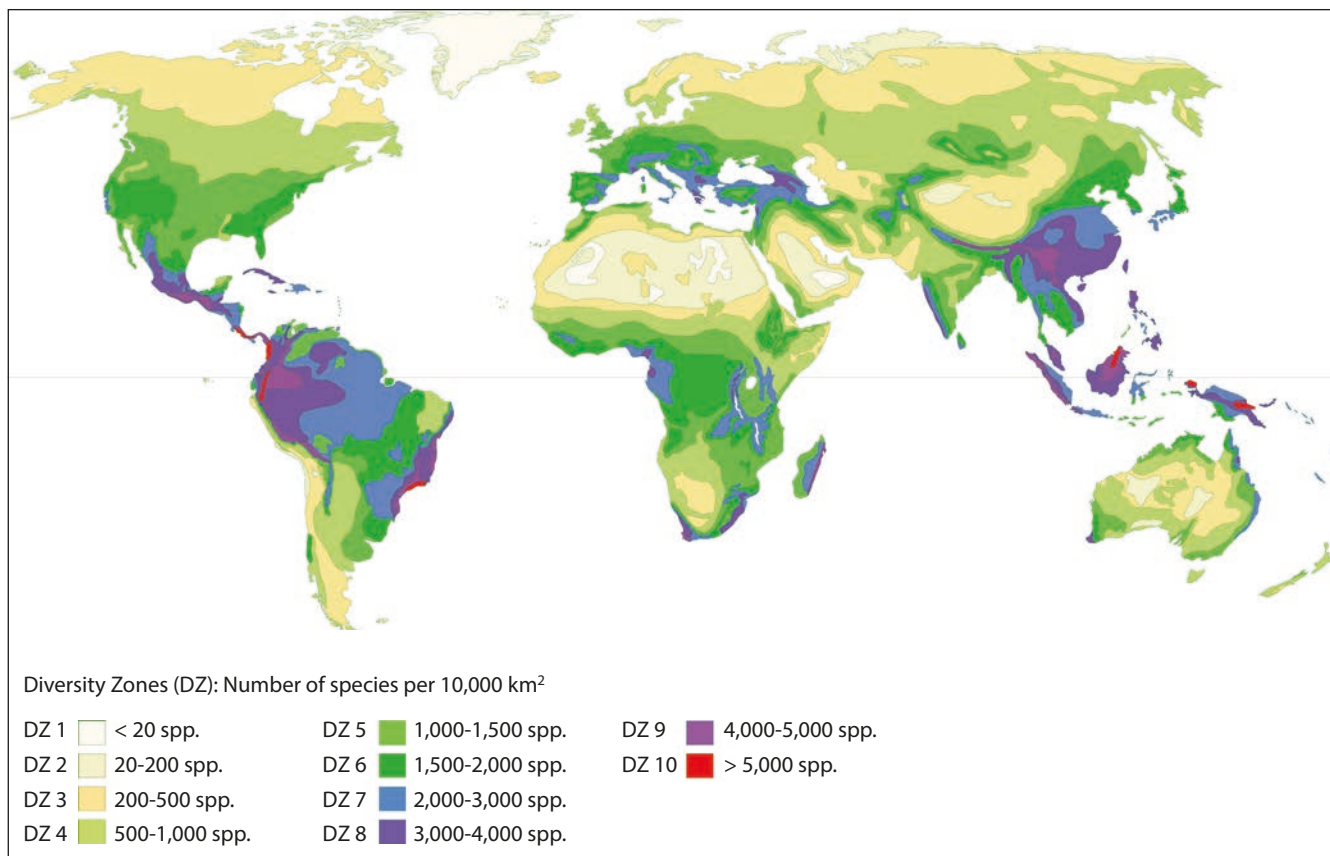 Diversity Zones (DZ): Number of species per 10,000 km²
DZ 1 < 20 spp.
DZ 2 20-200 spp.
DZ 3 200-500 spp.
DZ 4 500-1,000 spp.
DZ 5 1,000-1,500 spp.
DZ 6 1,500-2,000 spp.
DZ 7 2,000-3,000 spp.
DZ 8 3,000-4,000 spp.
DZ 9 4,000-5,000 spp.
DZ 10 > 5,000 spp.